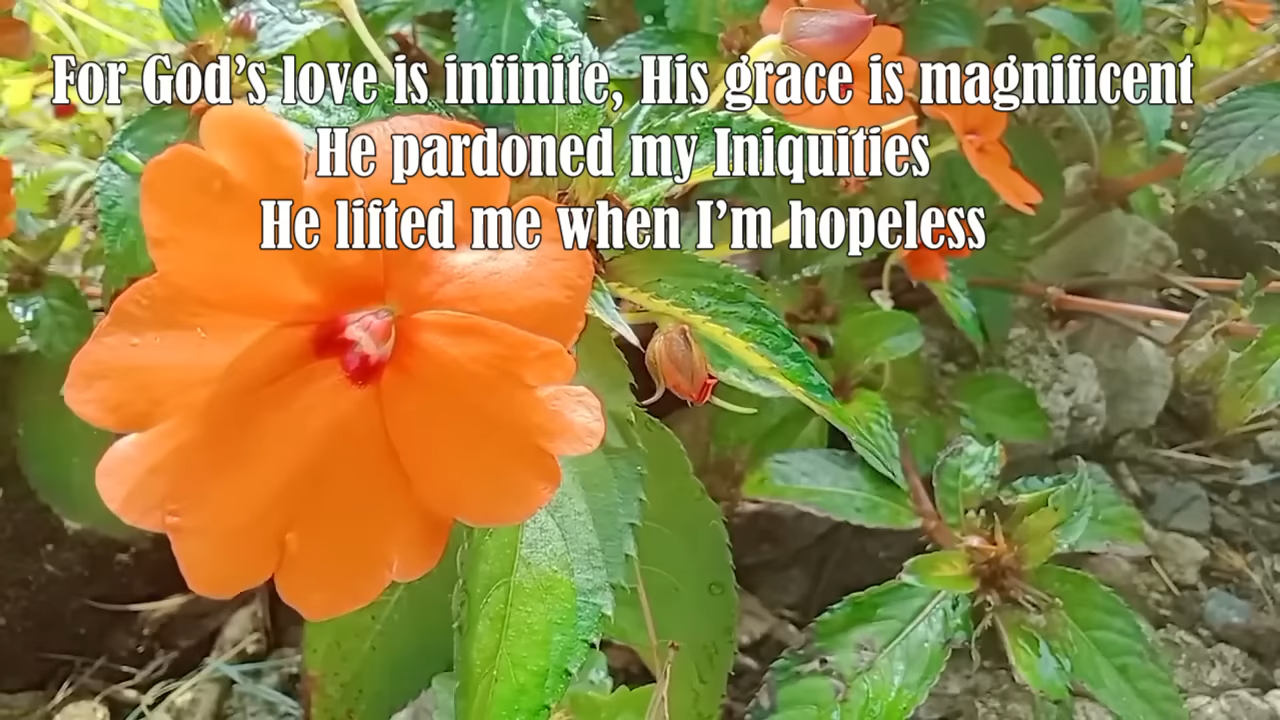 For God’s love is infinite, His grace is magnificent
He pardoned my Iniquities
He lifted me when I’m hopeless